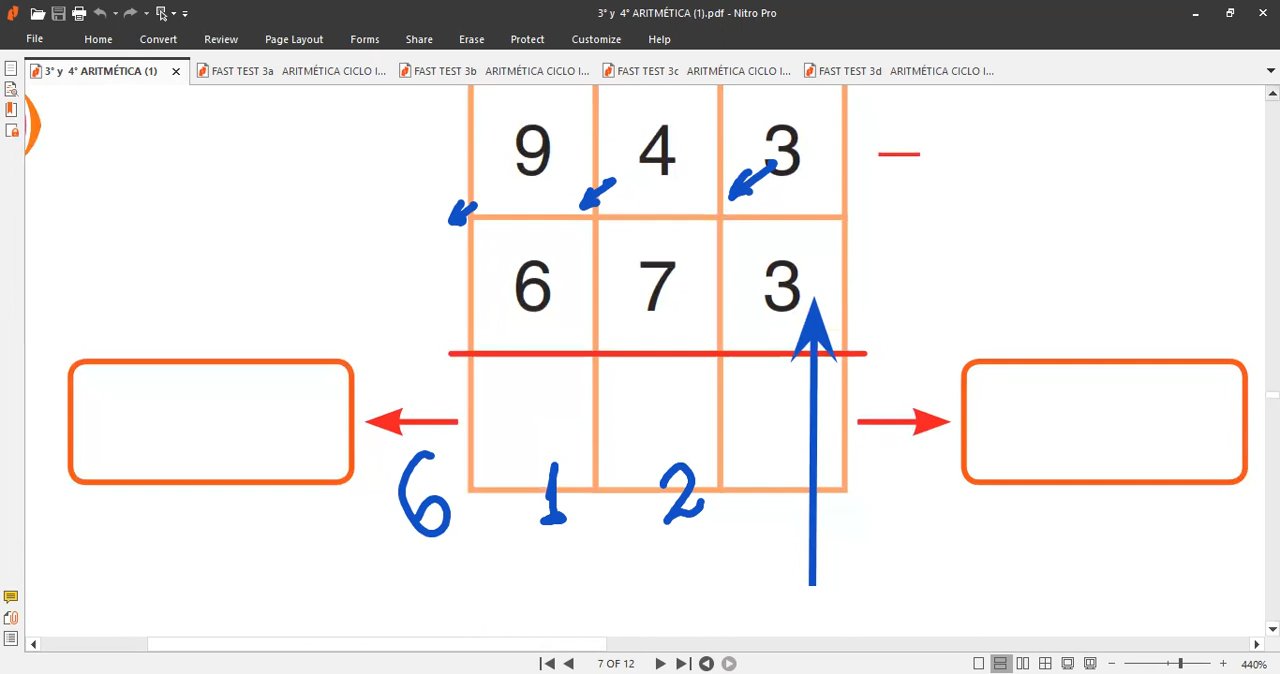 3° y 4° ARITMÉTICA (1).pdf - Nitro Pro
File Home Convert Review Page Layout Forms Share Erase Protect Customize Help
3° y 4° ARITMÉTICA (1) FAST TEST 3a ARITMÉTICA CICLO I... FAST TEST 3b ARITMÉTICA CICLO I... FAST TEST 3c ARITMÉTICA CICLO I... FAST TEST 3d ARITMÉTICA CICLO I...
9 4 3 —
6 7 3
6 1 2
7 OF 12 440%